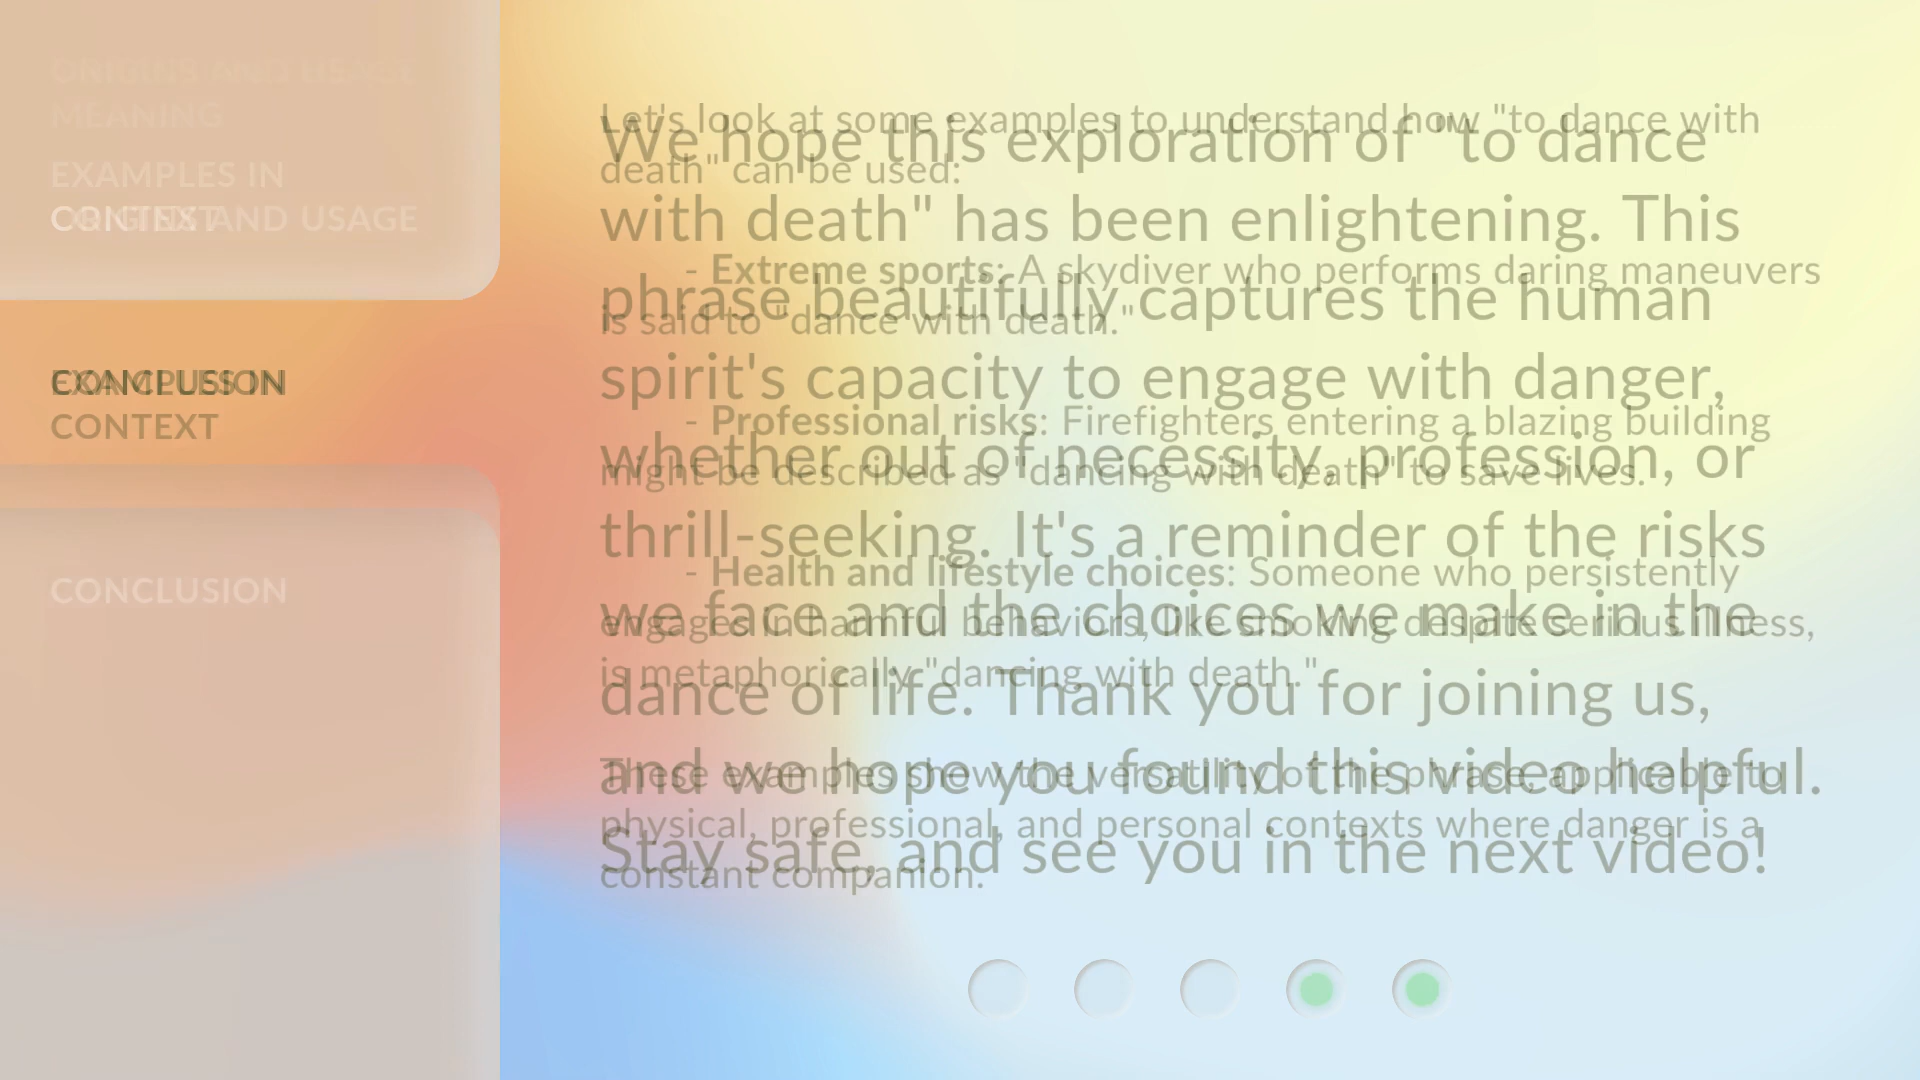 ORIGINS AND USAGE
MEANING
EXAMPLES IN
CONTEXT
ORIGINS AND USAGE
CONCLUSION
EXAMPLES IN
CONTEXT
CONCLUSION
Let's look at some examples to understand how "to dance with
death" can be used:
- Extreme sports: A skydiver who performs daring maneuvers
is said to "dance with death."
- Professional risks: Firefighters entering a blazing building
might be described as "dancing with death" to save lives.
- Health and lifestyle choices: Someone who persistently
engages in harmful behaviors, like smoking despite serious illness,
is metaphorically "dancing with death."
These examples show the versatility of the phrase, applicable to
physical, professional, and personal contexts where danger is a
constant companion.
We hope this exploration of "to dance
with death" has been enlightening. This
phrase beautifully captures the human
spirit's capacity to engage with danger,
whether out of necessity, profession, or
thrill-seeking. It's a reminder of the risks
we face and the choices we make in the
dance of life. Thank you for joining us,
and we hope you found this video helpful.
Stay safe, and see you in the next video!